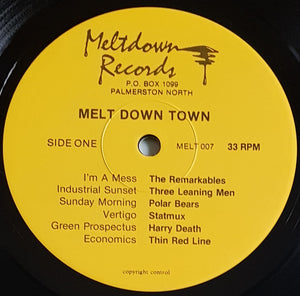 Meltdown
Records
P.O. BOX 1099
PALMERSTON NORTH
MELT DOWN TOWN
SIDE ONE MELT 007 33 RPM
I'm A Mess The Remarkables
Industrial Sunset Three Leaning Men
Sunday Morning Polar Bears
Vertigo Statmux
Green Prospectus Harry Death
Economics Thin Red Line
copyright control